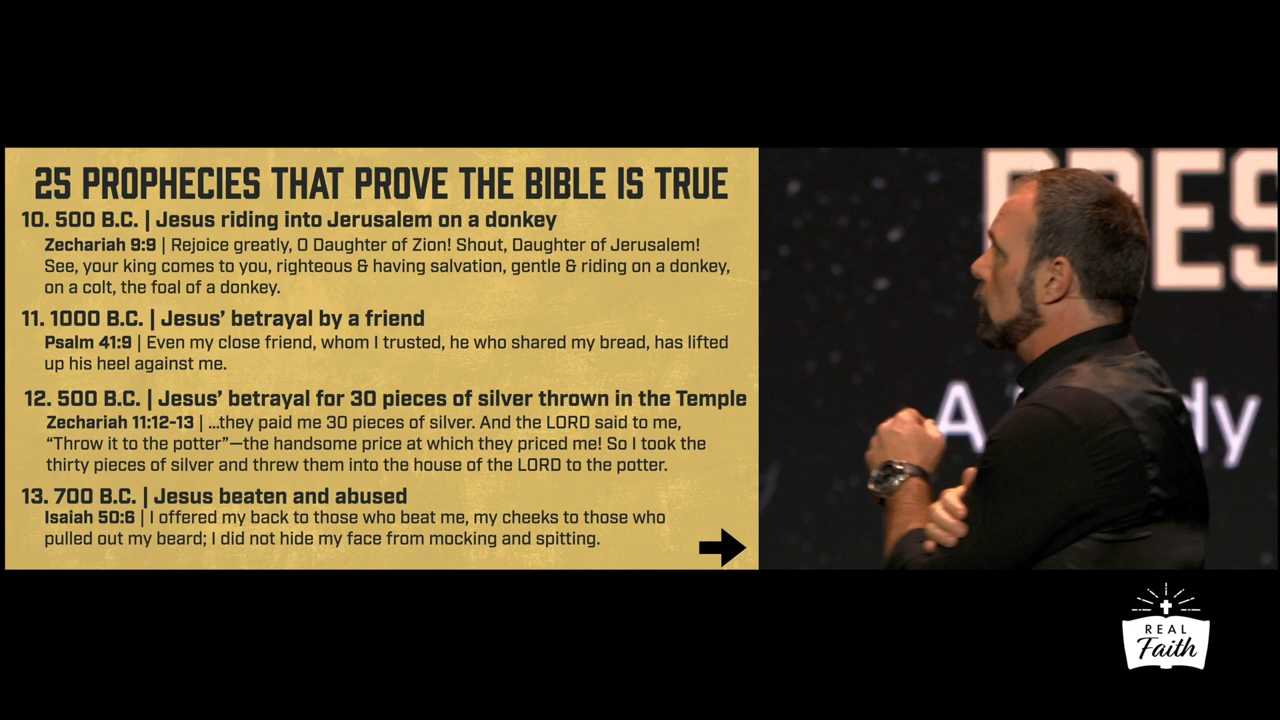 25 PROPHECIES THAT PROVE THE BIBLE IS TRUE
10. 500 B.C. | Jesus riding into Jerusalem on a donkey
Zechariah 9:9 | Rejoice greatly, O Daughter of Zion! Shout, Daughter of Jerusalem!
See, your king comes to you, righteous & having salvation, gentle & riding on a donkey,
on a colt, the foal of a donkey.
11. 1000 B.C. | Jesus’ betrayal by a friend
Psalm 41:9 | Even my close friend, whom I trusted, he who shared my bread, has lifted
up his heel against me.
12. 500 B.C. | Jesus’ betrayal for 30 pieces of silver thrown in the Temple
Zechariah 11:12-13 | ...they paid me 30 pieces of silver. And the LORD said to me,
“Throw it to the potter”—the handsome price at which they priced me! So I took the
thirty pieces of silver and threw them into the house of the LORD to the potter.
13. 700 B.C. | Jesus beaten and abused
Isaiah 50:6 | I offered my back to those who beat me, my cheeks to those who
pulled out my beard; I did not hide my face from mocking and spitting.
A
REAL
Faith